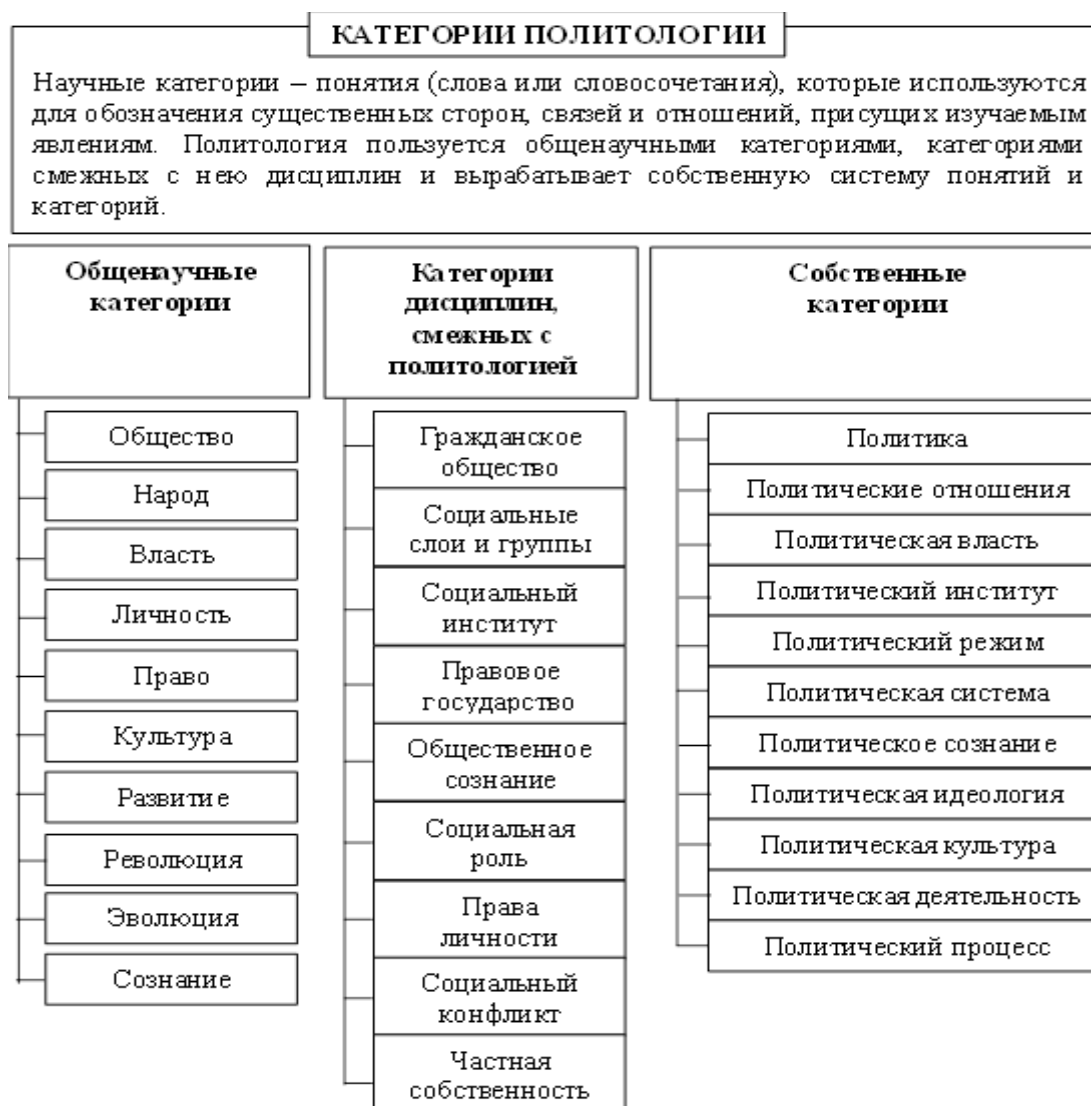 КАТЕГОРИИ ПОЛИТОЛОГИИ
Научные категории – понятия (слова или словосочетания), которые используются
для обозначения существенных сторон, связей и отношений, присущих изучаемым
явлениям. Политология пользуется общенаучными категориями, категориями
смежных с нею дисциплин и вырабатывает собственную систему понятий и
категорий.
Общенаучные
категории
Общество
Народ
Власть
Личность
Право
Культура
Развитие
Революция
Эволюция
Сознание
Категории
дисциплин,
смежных с
политологией
Гражданское
общество
Социальные
слои и группы
Социальный
институт
Правовое
государство
Общественное
сознание
Социальная
роль
Права
личности
Социальный
конфликт
Частная
собственность
Собственные
категории
Политика
Политические отношения
Политическая власть
Политический институт
Политический режим
Политическая система
Политическое сознание
Политическая идеология
Политическая культура
Политическая деятельность
Политический процесс